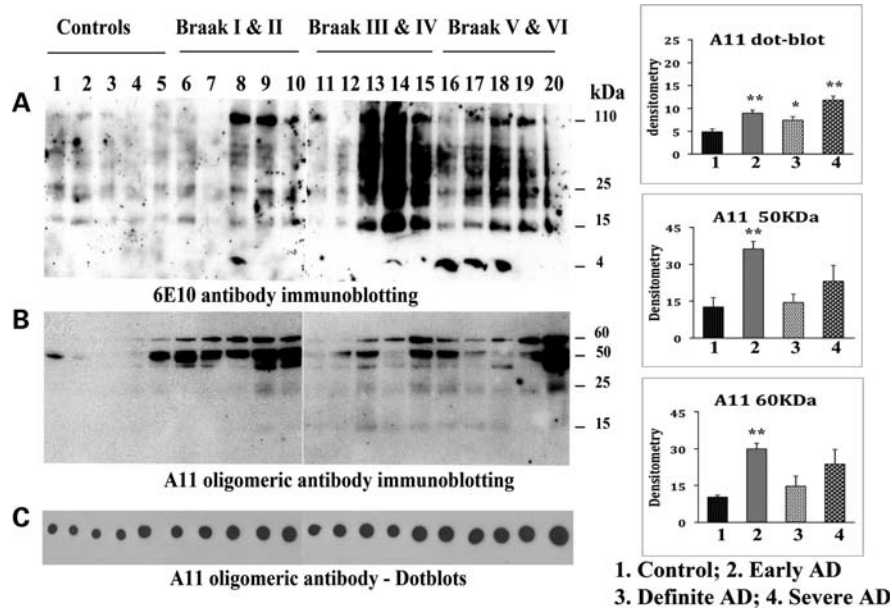 Controls Braak I & II Braak III & IV Braak V & VI
1 2 3 4 5 6 7 8 9 10 11 12 13 14 15 16 17 18 19 20
A
kDa
110
25
15
4
6E10 antibody immunoblotting
B
60
50
25
15
A11 oligomeric antibody immunoblotting
C
A11 oligomeric antibody - Dotblots
A11 dot-blot
densitometry
25
20
15
10
5
0
** * **
1 2 3 4
A11 50KDa
Densitometry
45
30
15
0
**
1 2 3 4
A11 60KDa
Densitometry
45
30
15
0
**
1 2 3 4
1. Control; 2. Early AD
3. Definite AD; 4. Severe AD